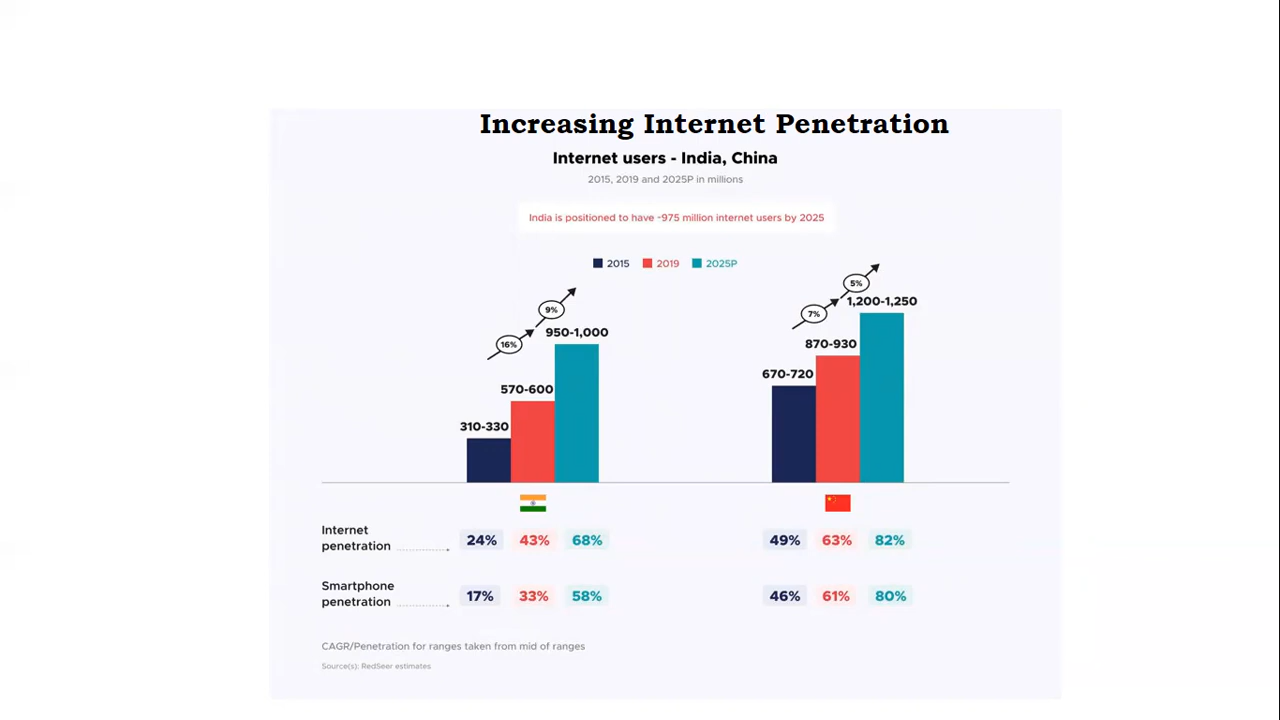 Increasing Internet Penetration
Internet users - India, China
2015, 2019 and 2025P in millions
India is positioned to have ~975 million internet users by 2025
2015 2019 2025P
16% 9% 7% 5%
310-330 570-600 950-1,000 670-720 870-930 1,200-1,250
Internet
penetration 24% 43% 68% 49% 63% 82%
Smartphone
penetration 17% 33% 58% 46% 61% 80%
CAGR/Penetration for ranges taken from mid of ranges
Source(s): RedSeer estimates